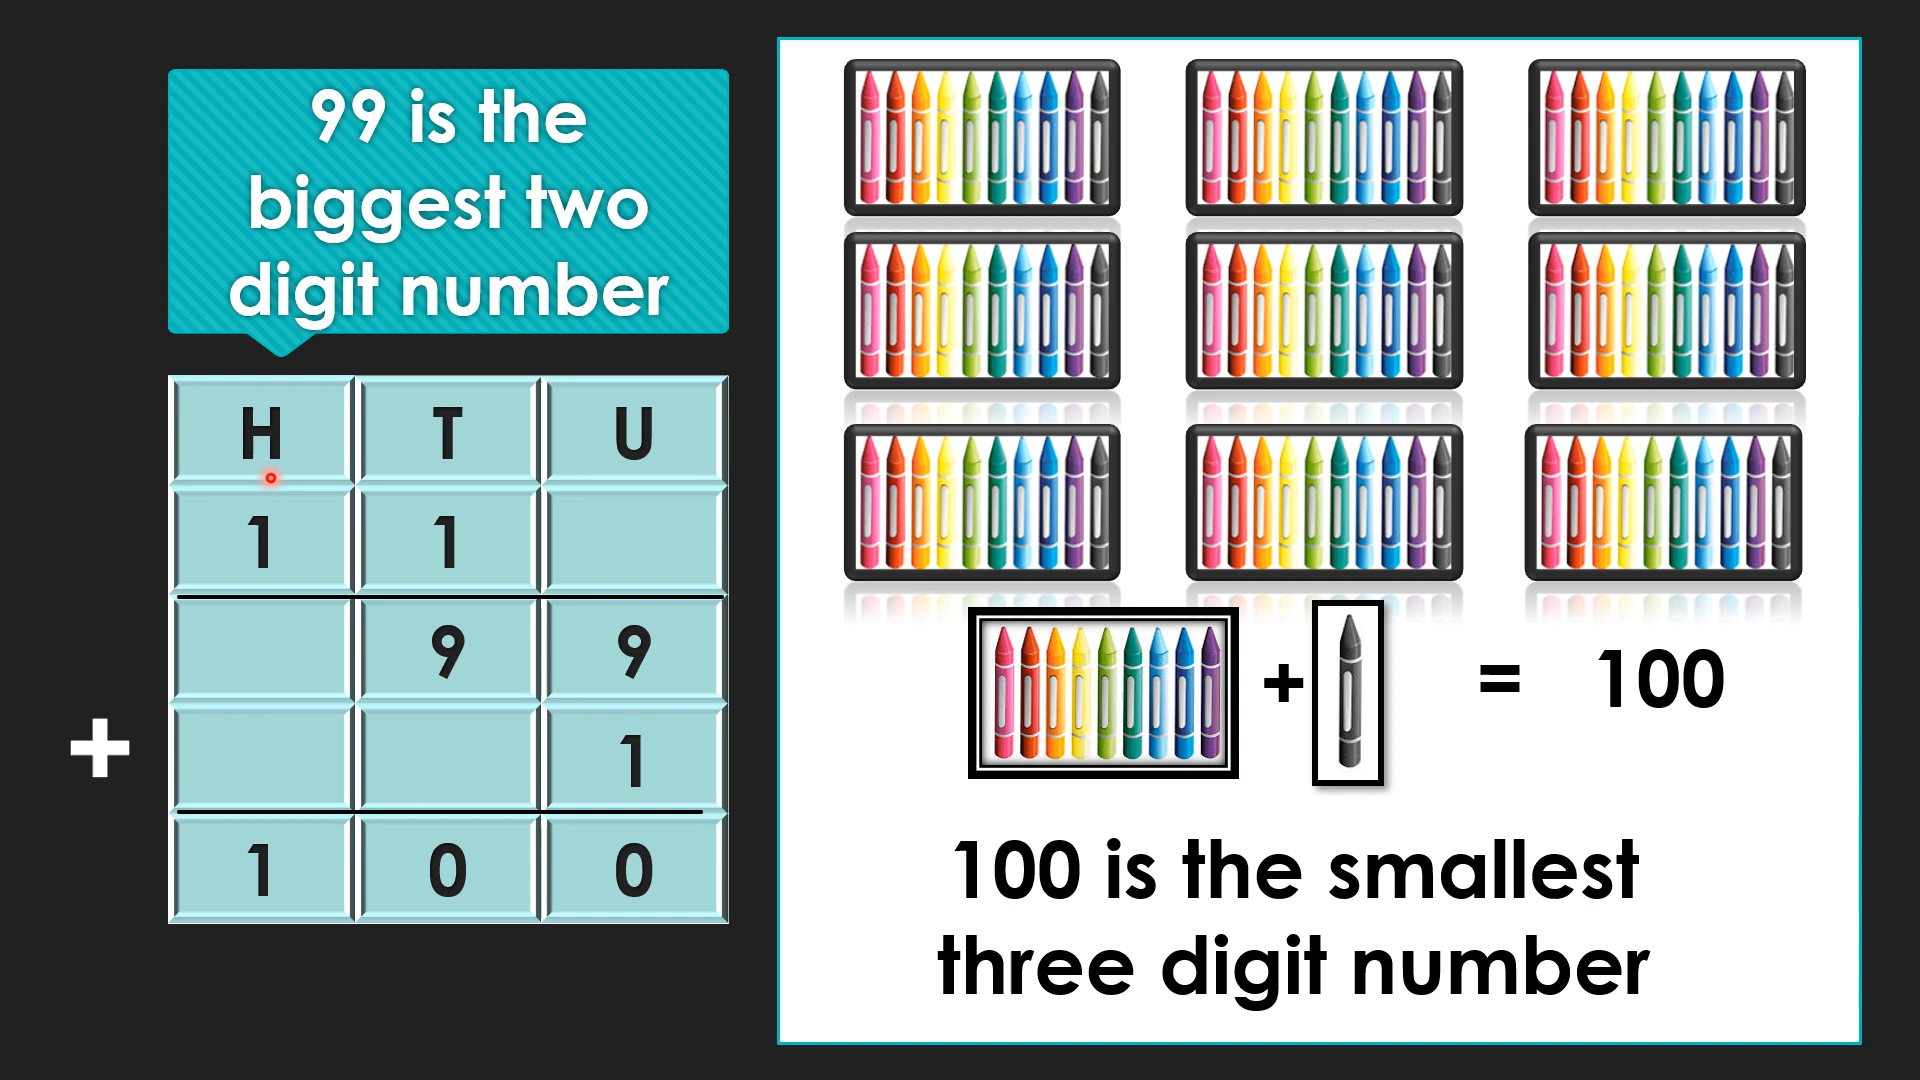 99 is the
biggest two
digit number
H T U
1 1
9 9
+ 1
1 0 0
+ = 100
100 is the smallest
three digit number